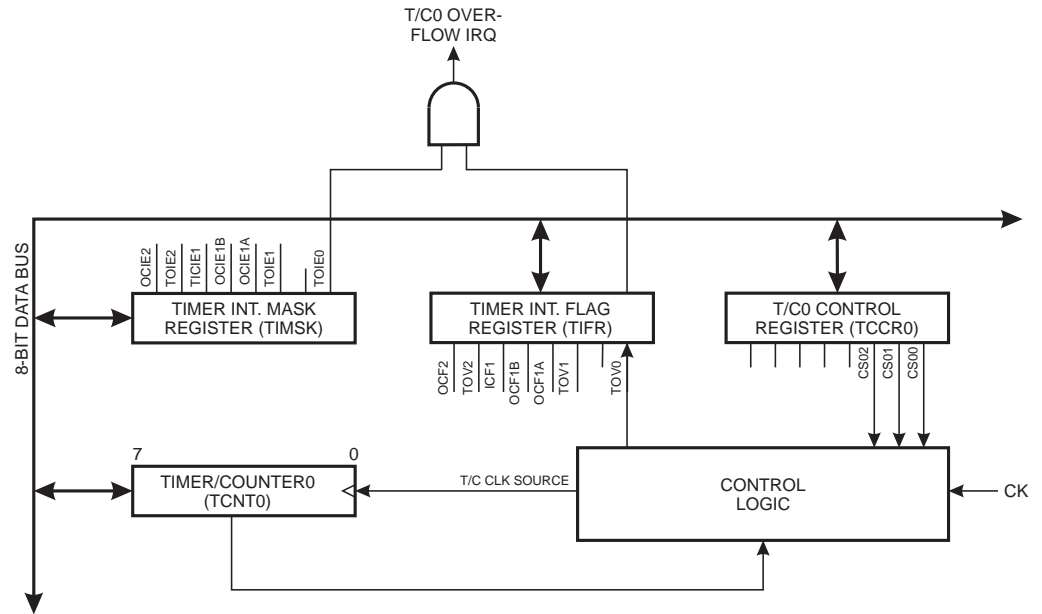 T/C0 OVER-
FLOW IRQ
8-BIT DATA BUS
OCIE2
TOIE2
TICIE1
OCIE1B
OCIE1A
TOIE1
TOIE0
TIMER INT. MASK
REGISTER (TIMSK)
TIMER INT. FLAG
REGISTER (TIFR)
T/C0 CONTROL
REGISTER (TCCR0)
OCF2
TOV2
ICF1
OCF1B
OCF1A
TOV1
TOV0
CS02
CS01
CS00
7
0
TIMER/COUNTER0
(TCNT0)
T/C CLK SOURCE
CONTROL
LOGIC
CK